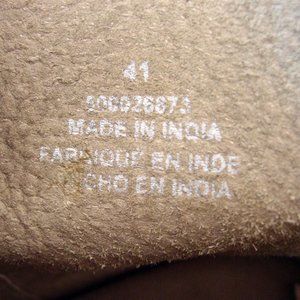 41
MADE IN INDIA
FABRIQUE EN INDE
CHO EN INDIA